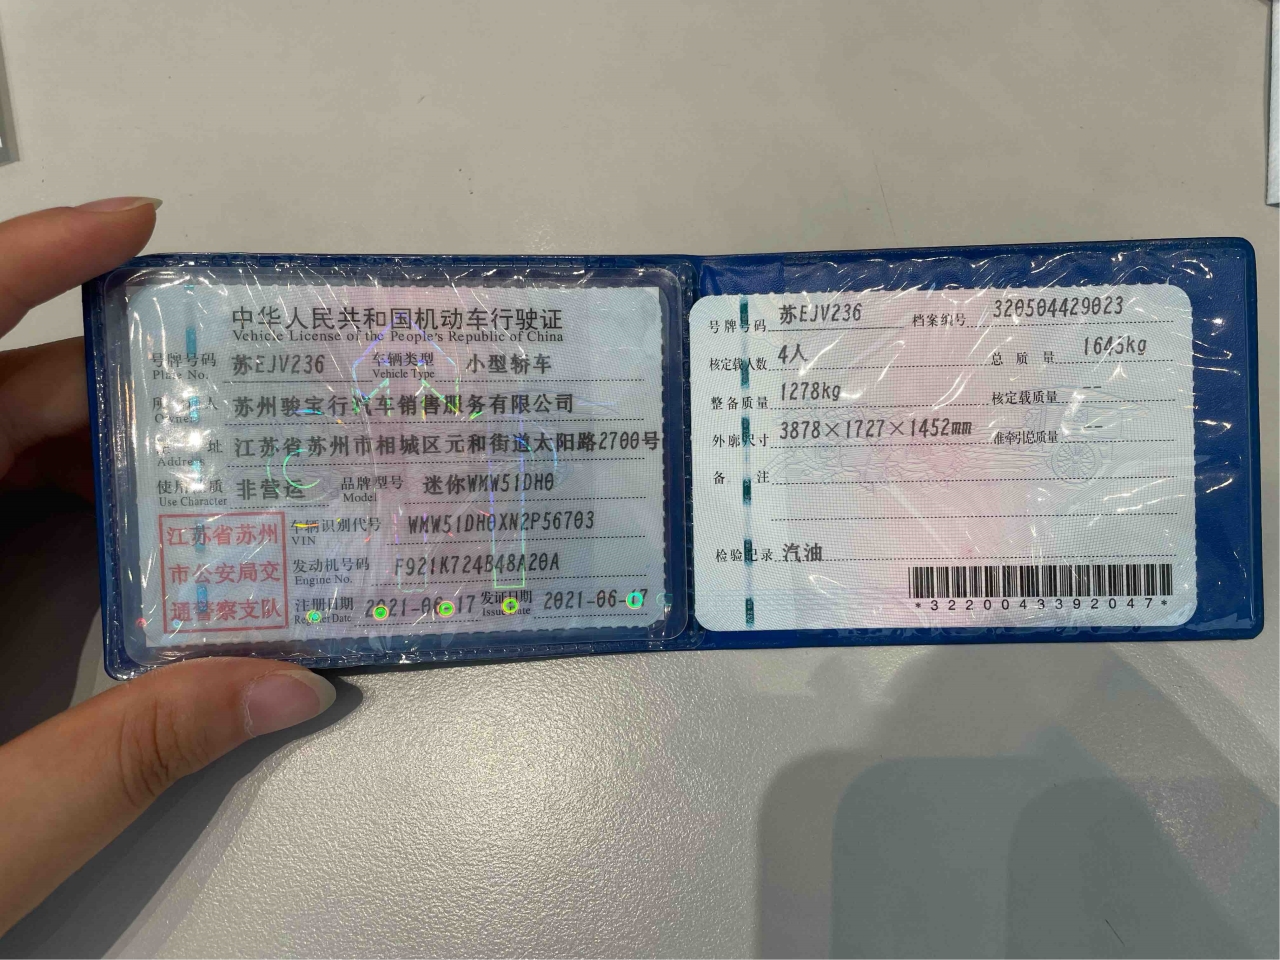 中华人民共和国机动车行驶证
Vehicle License of the People's Republic of China
号牌号码 苏EJV236 车辆类型 小型轿车
Plate No. Vehicle Type
所 人 苏州骏宝行汽车销售服务有限公司
Owner
址 江苏省苏州市相城区元和街道太阳路2700号
Address
使用性质 非营运 品牌型号 迷你WMW51DH0
Use Character Model
车辆识别代号 WMW51DH0XN2P56703
VIN
发动机号码 F921K724B48A20A
Engine No.
注册日期 2021-06-17 发证日期 2021-06-17
Register Date Issue Date
江苏省苏州
市公安局交
通警察支队
号牌号码 苏EJV236 档案编号 320504429023
核定载人数 4人 总质量 1645kg
整备质量 1278kg 核定载质量 --
外廓尺寸 3878×1727×1452mm 准牵引总质量 --
备注
检验记录 汽油
*3220043392047*